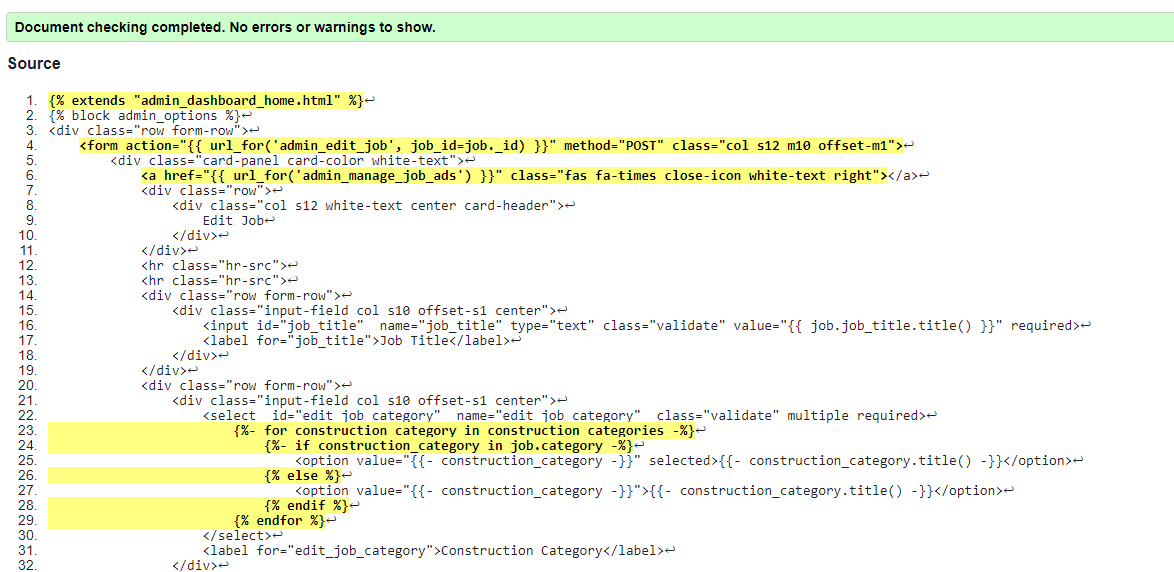 Document checking completed. No errors or warnings to show.
Source
1. {% extends "admin_dashboard_home.html" %}↩
2. {% block admin_options %}↩
3. <div class="row form-row">↩
4. <form action="{{ url_for('admin_edit_job', job_id=job._id) }}" method="POST" class="col s12 m10 offset-m1">↩
5. <div class="card-panel card-color white-text">↩
6. <a href="{{ url_for('admin_manage_job_ads') }}" class="fas fa-times close-icon white-text right"></a>↩
7. <div class="row">↩
8. <div class="col s12 white-text center card-header">↩
9. Edit Job↩
10. </div>↩
11. </div>↩
12. <hr class="hr-src">↩
13. <hr class="hr-src">↩
14. <div class="row form-row">↩
15. <div class="input-field col s10 offset-s1 center">↩
16. <input id="job_title"  name="job_title" type="text" class="validate" value="{{ job.job_title.title() }}" required>↩
17. <label for="job_title">Job Title</label>↩
18. </div>↩
19. </div>↩
20. <div class="row form-row">↩
21. <div class="input-field col s10 offset-s1 center">↩
22. <select  id="edit_job_category"  name="edit_job_category"  class="validate" multiple required>↩
23. {%- for construction_category in construction_categories -%}↩
24. {%- if construction_category in job.category -%}↩
25. <option value="{{- construction_category -}}" selected>{{- construction_category.title() -}}</option>↩
26. {% else %}↩
27. <option value="{{- construction_category -}}">{{- construction_category.title() -}}</option>↩
28. {% endif %}↩
29. {% endfor %}↩
30. </select>↩
31. <label for="edit_job_category">Construction Category</label>↩
32. </div>↩